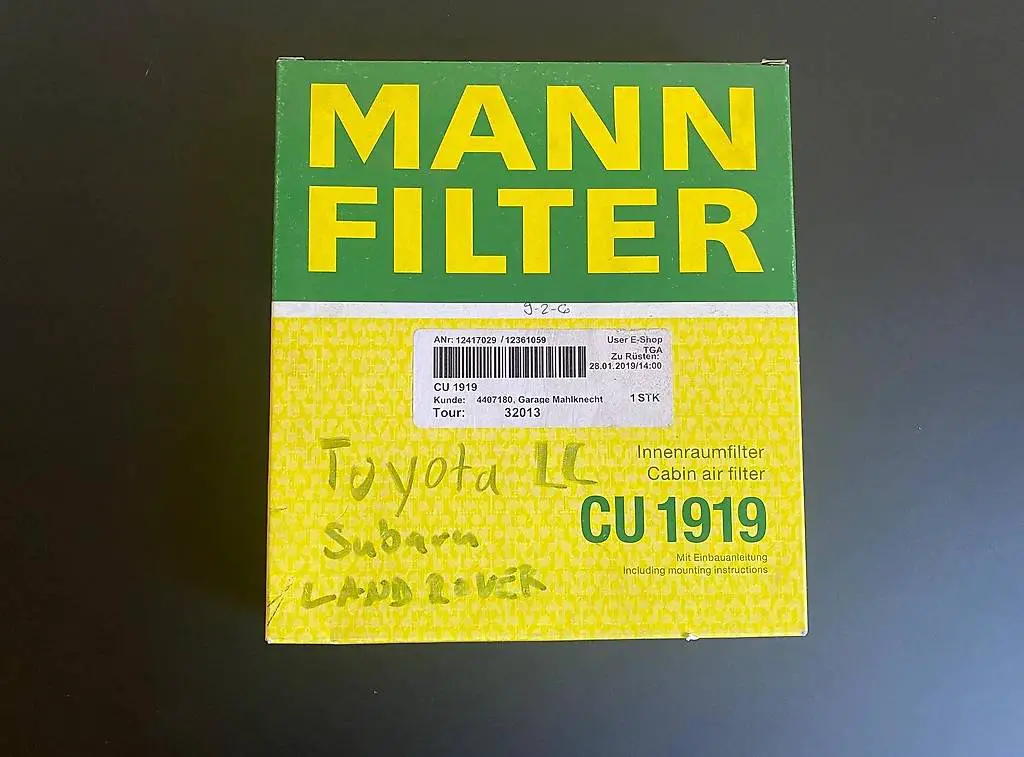 MANN
FILTER
9-2-6
ANr: 12417029 / 12361059
User E-Shop
TGA
Zu Rüsten:
28.01.2019/14:00
CU 1919
Kunde: 4407180, Garage Mahlknecht 1 STK
Tour: 32013
Innenraumfilter
Cabin air filter
CU 1919
Mit Einbauanleitung
Including mounting instructions
Toyota LC
Subaru
LAND ROVER